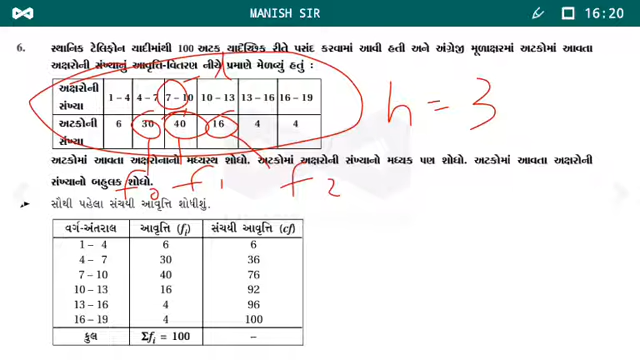 MANISH SIR
16:20
6. સ્થાનિક ટેલિફોન યાદીમાંથી 100 અટક યાદૈચ્છિક રીતે પસંદ કરવામાં આવી હતી અને અંગ્રેજી મૂળાક્ષરમાં અટકોમાં આવતા
અક્ષરોની સંખ્યાનું આવૃત્તિ-વિતરણ નીચે પ્રમાણે મેળવ્યું હતું :
અક્ષરોની સંખ્યા 1 – 4 4 – 7 7 – 10 10 – 13 13 – 16 16 – 19
અટકોની સંખ્યા 6 30 40 16 4 4
h = 3
l
અટકોમાં આવતા અક્ષરોનો મધ્યસ્થ શોધો. અટકોમાં અક્ષરોની સંખ્યાનો મધ્યક પણ શોધો. અટકોમાં આવતા અક્ષરોની
સંખ્યાનો બહુલક શોધો.
f0 f1 f2
સૌથી પહેલા સંચયી આવૃત્તિ શોધીશું.
વર્ગ-અંતરાલ આવૃત્તિ (fi) સંચયી આવૃત્તિ (cf)
1 – 4 6 6
4 – 7 30 36
7 – 10 40 76
10 – 13 16 92
13 – 16 4 96
16 – 19 4 100
કુલ Σfi = 100 –